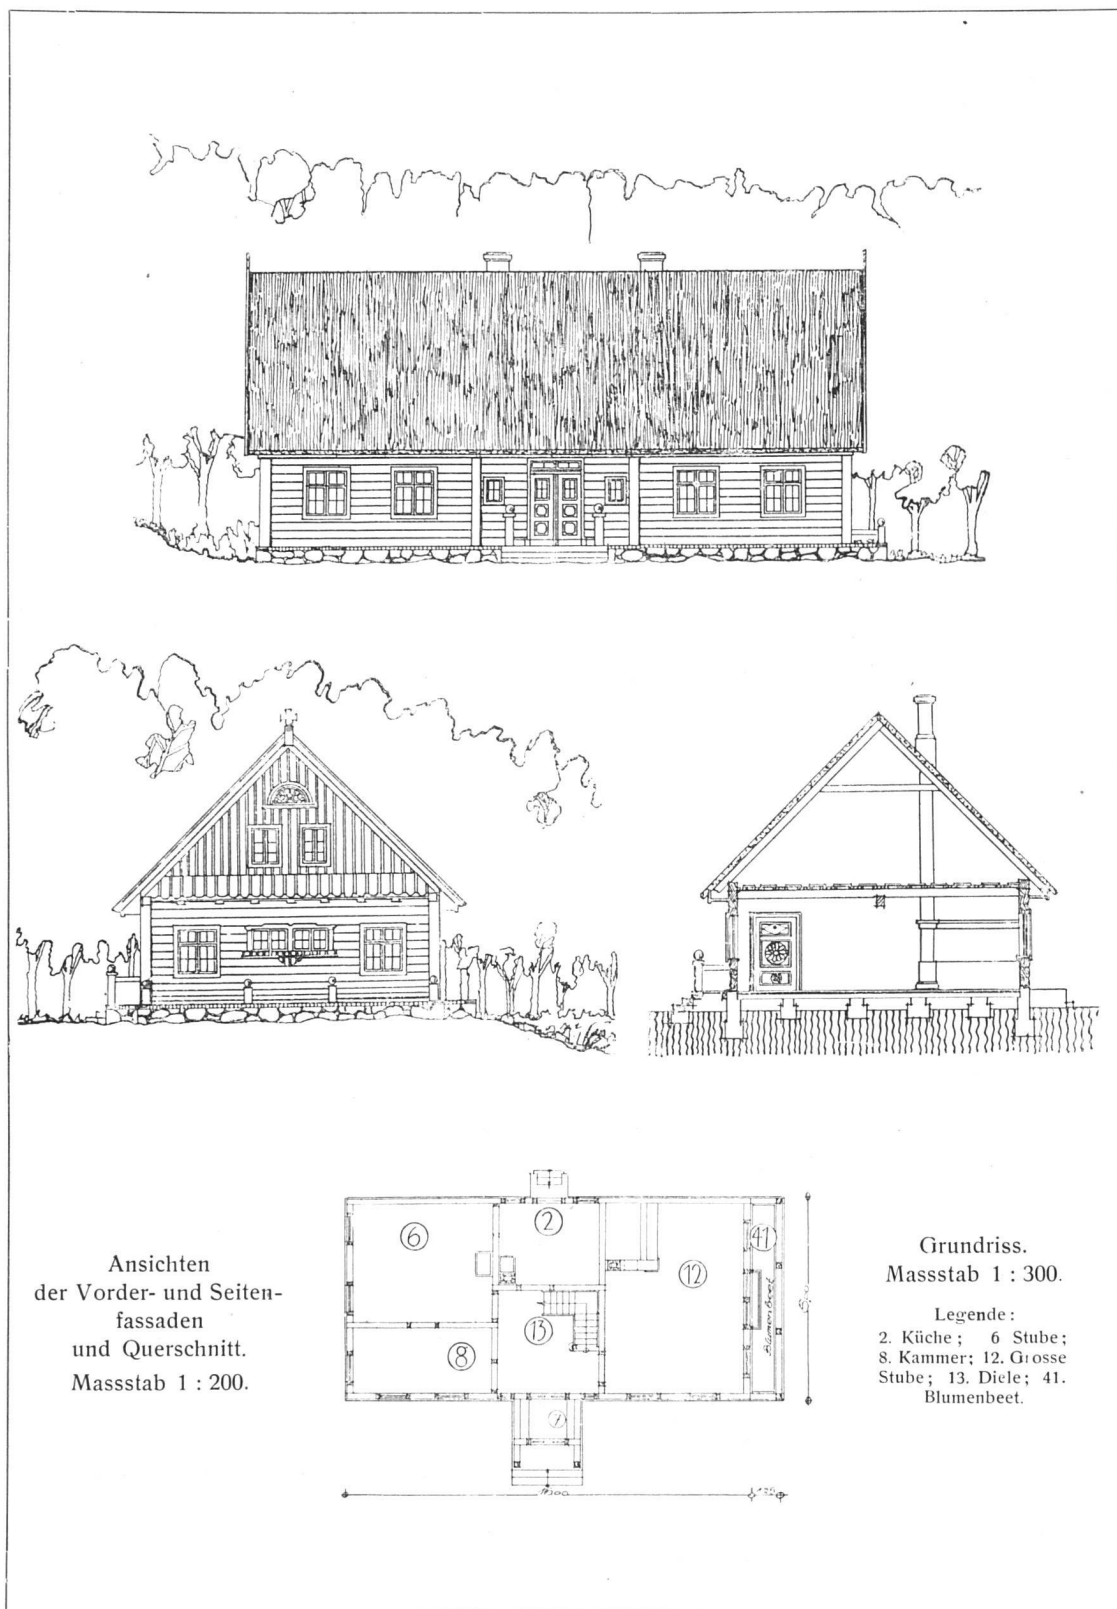 Ansichten
der Vorder- und Seiten-
fassaden
und Querschnitt.
Massstab 1 : 200.
6
2
41
12
13
8
Blumenbeet
Grundriss.
Massstab 1 : 300.
Legende:
2. Küche; 6 Stube;
8. Kammer; 12. Grosse
Stube; 13. Diele; 41.
Blumenbeet.